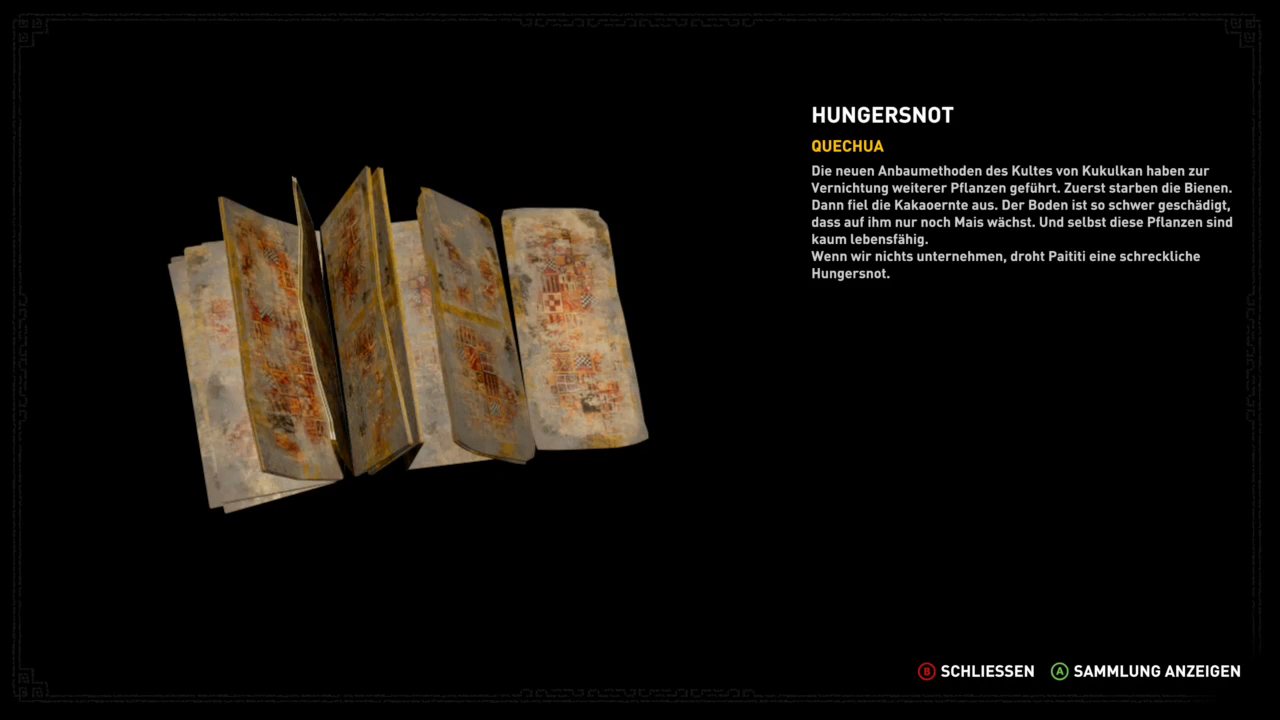 HUNGERSNOT
QUECHUA
Die neuen Anbaumethoden des Kultes von Kukulkan haben zur
Vernichtung weiterer Pflanzen geführt. Zuerst starben die Bienen.
Dann fiel die Kakaoernte aus. Der Boden ist so schwer geschädigt,
dass auf ihm nur noch Mais wächst. Und selbst diese Pflanzen sind
kaum lebensfähig.
Wenn wir nichts unternehmen, droht Paititi eine schreckliche
Hungersnot.
B SCHLIESSEN A SAMMLUNG ANZEIGEN